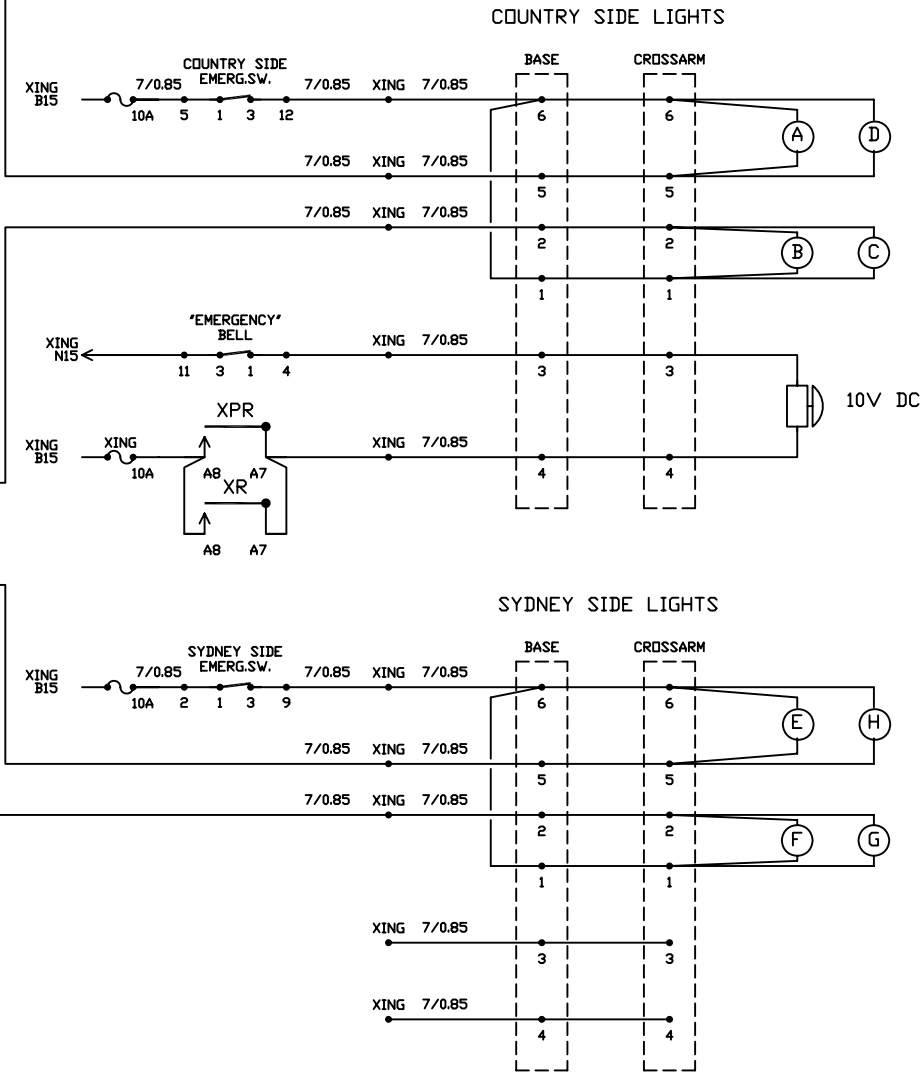 COUNTRY SIDE LIGHTS
BASE CROSSARM
COUNTRY SIDE
EMERG.SW.
XING
B15
7/0.85 7/0.85 XING 7/0.85
10A 5 1 3 12 6 6
A D
7/0.85 XING 7/0.85
5 5
7/0.85 XING 7/0.85
2 2
B C
1 1
"EMERGENCY"
BELL
XING
N15
XING 7/0.85
11 3 1 4 3 3
10V DC
XPR
XING
B15
XING
10A A8 A7
XING 7/0.85
4 4
XR
A8 A7
SYDNEY SIDE LIGHTS
BASE CROSSARM
SYDNEY SIDE
EMERG.SW.
XING
B15
7/0.85 7/0.85 XING 7/0.85
10A 2 1 3 9 6 6
E H
7/0.85 XING 7/0.85
5 5
7/0.85 XING 7/0.85
2 2
F G
1 1
XING 7/0.85
3 3
XING 7/0.85
4 4